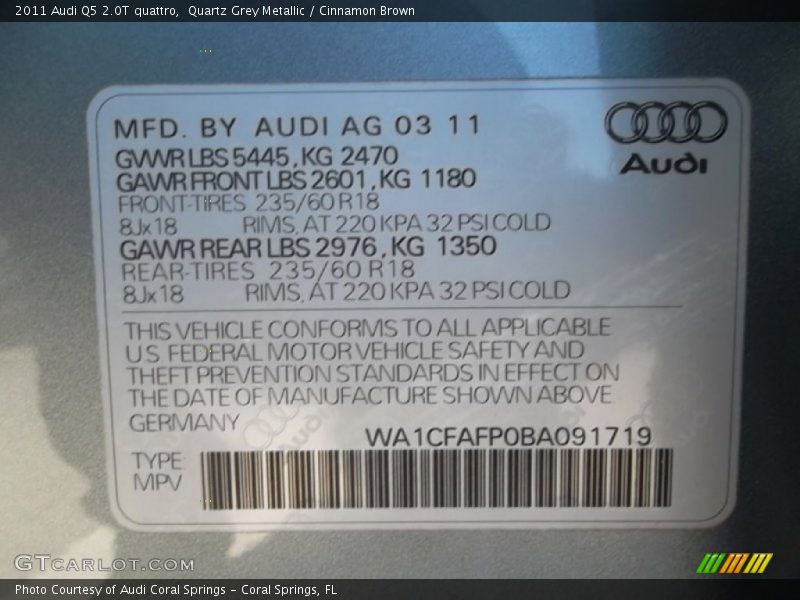 2011 Audi Q5 2.0T quattro,  Quartz Grey Metallic / Cinnamon Brown
MFD. BY AUDI AG 03 11
Audi
GVWR LBS 5445, KG 2470
GAWR FRONT LBS 2601, KG 1180
FRONT-TIRES 235/60 R18
8Jx18 RIMS, AT 220 KPA 32 PSI COLD
GAWR REAR LBS 2976, KG 1350
REAR-TIRES 235/60 R18
8Jx18 RIMS, AT 220 KPA 32 PSI COLD
THIS VEHICLE CONFORMS TO ALL APPLICABLE
U.S. FEDERAL MOTOR VEHICLE SAFETY AND
THEFT PREVENTION STANDARDS IN EFFECT ON
THE DATE OF MANUFACTURE SHOWN ABOVE
GERMANY
WA1CFAFP0BA091719
TYPE:
MPV
GTCARLOT.COM
Photo Courtesy of Audi Coral Springs - Coral Springs, FL